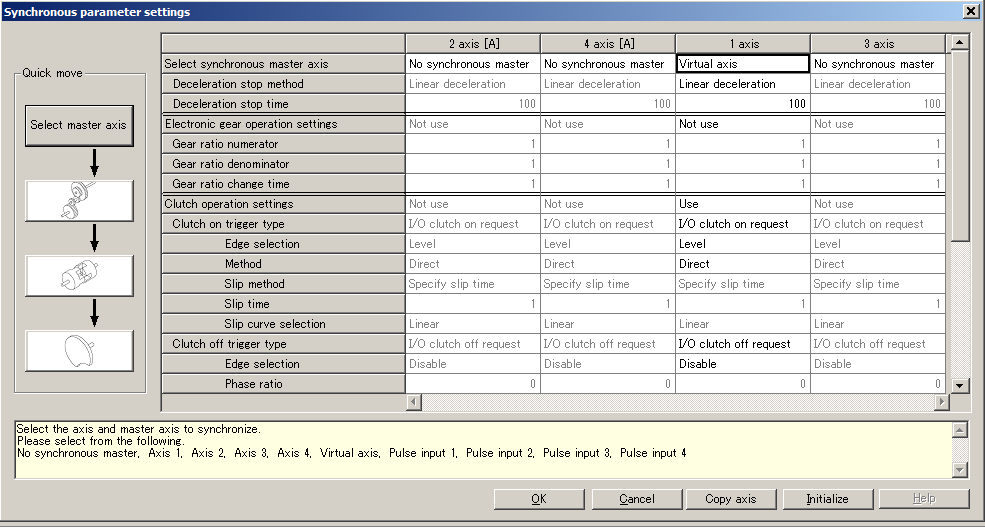 Synchronous parameter settings
Quick move
Select master axis
2 axis [A] 4 axis [A] 1 axis 3 axis
Select synchronous master axis No synchronous master No synchronous master Virtual axis No synchronous master
Deceleration stop method Linear deceleration Linear deceleration Linear deceleration Linear deceleration
Deceleration stop time 100 100 100 100
Electronic gear operation settings Not use Not use Not use Not use
Gear ratio numerator 1 1 1 1
Gear ratio denominator 1 1 1 1
Gear ratio change time 1 1 1 1
Clutch operation settings Not use Not use Use Not use
Clutch on trigger type I/O clutch on request I/O clutch on request I/O clutch on request I/O clutch on request
Edge selection Level Level Level Level
Method Direct Direct Direct Direct
Slip method Specify slip time Specify slip time Specify slip time Specify slip time
Slip time 1 1 1 1
Slip curve selection Linear Linear Linear Linear
Clutch off trigger type I/O clutch off request I/O clutch off request I/O clutch off request I/O clutch off request
Edge selection Disable Disable Disable Disable
Phase ratio 0 0 0 0
Select the axis and master axis to synchronize.
Please select from the following.
No synchronous master, Axis 1, Axis 2, Axis 3, Axis 4, Virtual axis, Pulse input 1, Pulse input 2, Pulse input 3, Pulse input 4
OK Cancel Copy axis Initialize Help